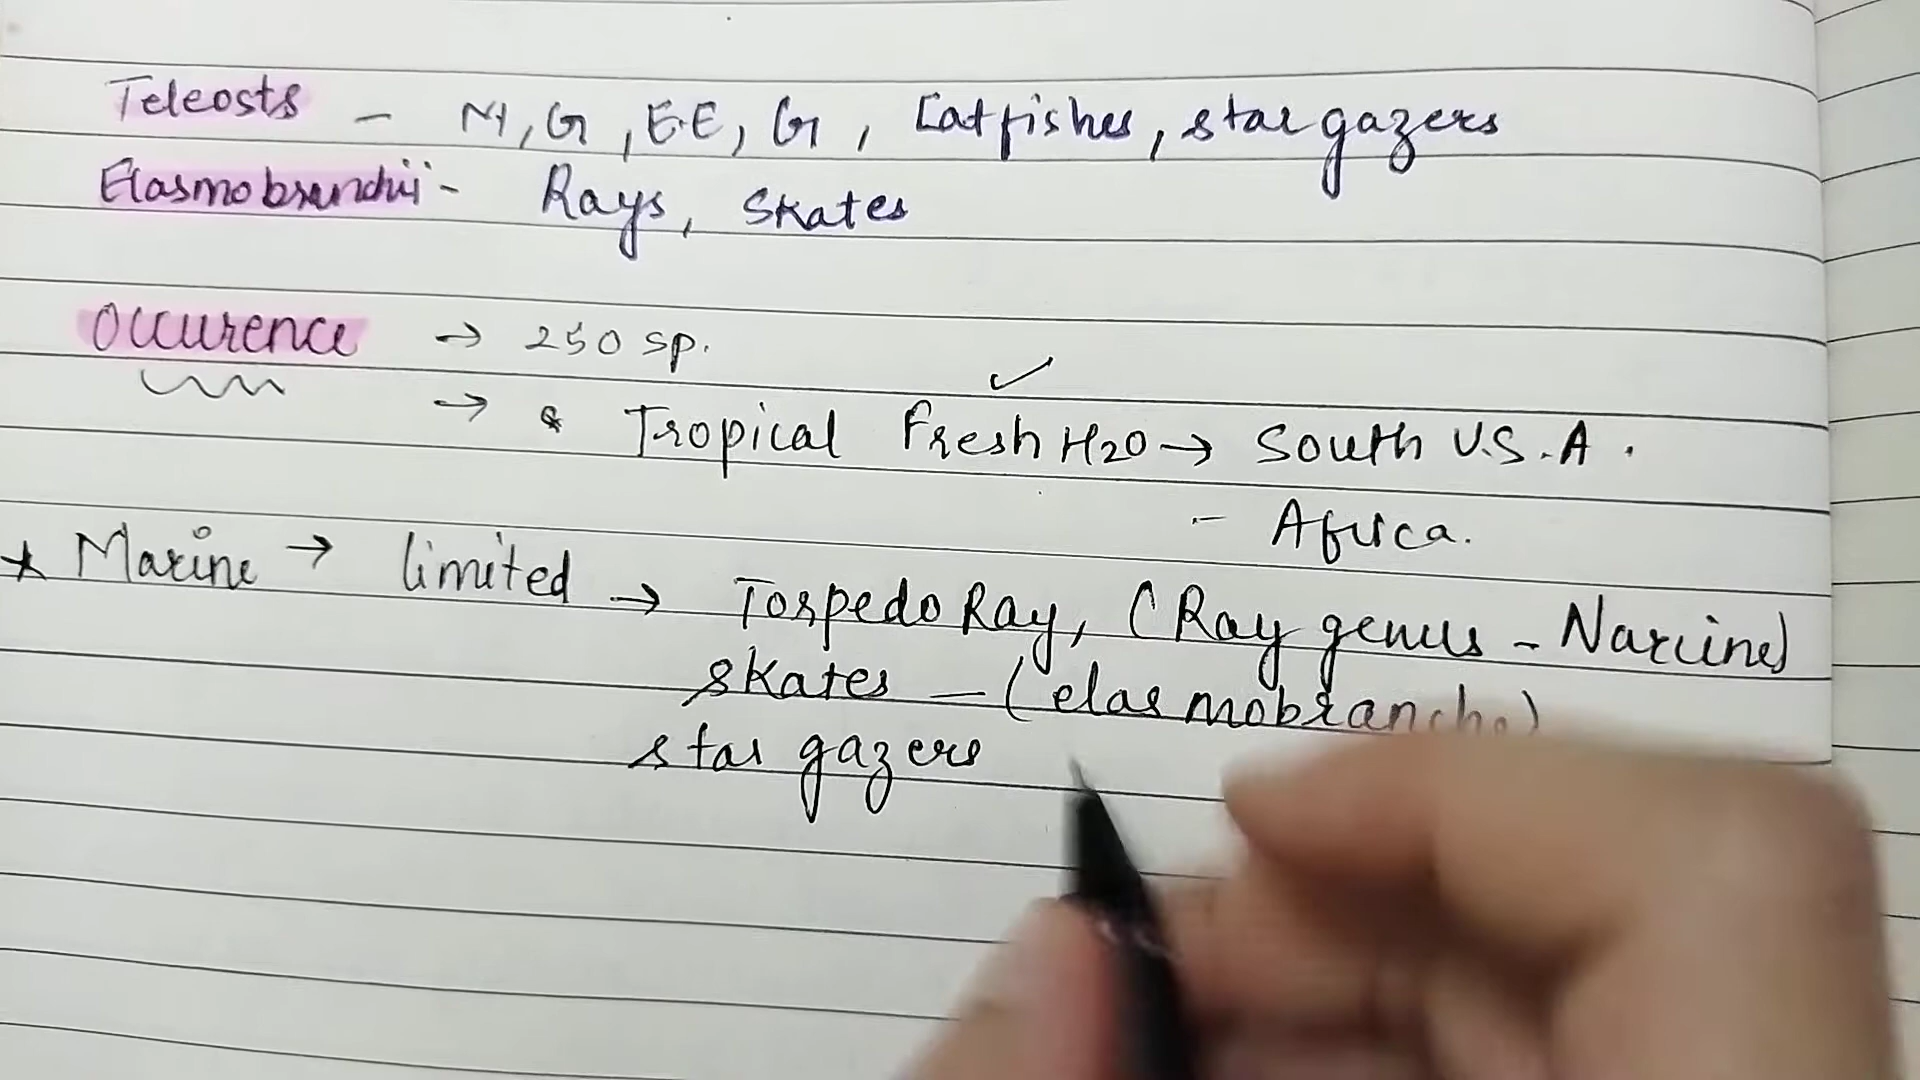 Teleosts - M, G, E.E, G, Catfishes, star gazers
Elasmobranchii - Rays, Skates
Occurence → 250 sp.
→ Tropical Fresh H2O → South U.S.A.
- Africa.
* Marine → limited → Torpedo Ray, (Ray genus - Narcine)
skates - (elasmobranchs)
star gazers